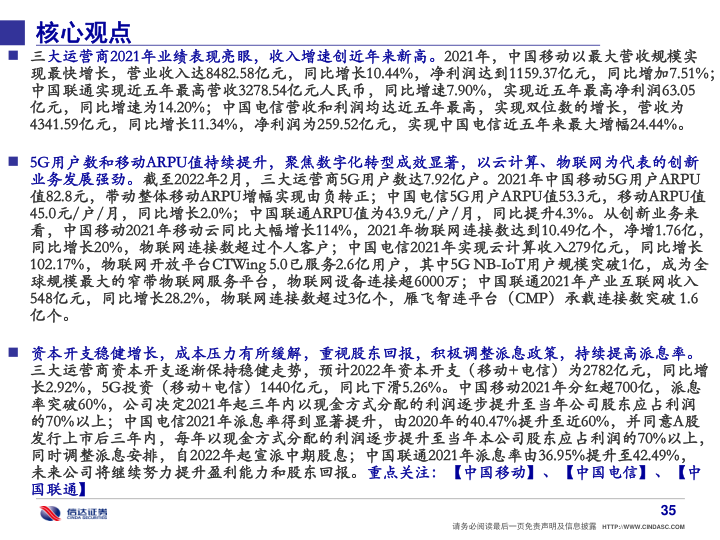 核心观点
三大运营商2021年业绩表现亮眼，收入增速创近年来新高。2021年，中国移动以最大营收规模实
现最快增长，营业收入达8482.58亿元，同比增长10.44%，净利润达到1159.37亿元，同比增加7.51%；
中国联通实现近五年最高营收3278.54亿元人民币，同比增速7.90%，实现近五年最高净利润63.05
亿元，同比增速为14.20%；中国电信营收和利润均达近五年最高，实现双位数的增长，营收为
4341.59亿元，同比增长11.34%，净利润为259.52亿元，实现中国电信近五年来最大增幅24.44%。
5G用户数和移动ARPU值持续提升，聚焦数字化转型成效显著，以云计算、物联网为代表的创新
业务发展强劲。截至2022年2月，三大运营商5G用户数达7.92亿户。2021年中国移动5G用户ARPU
值82.8元，带动整体移动ARPU增幅实现由负转正；中国电信5G用户ARPU值53.3元，移动ARPU值
45.0元/户/月，同比增长2.0%；中国联通ARPU值为43.9元/户/月，同比提升4.3%。从创新业务来
看，中国移动2021年移动云同比大幅增长114%，2021年物联网连接数达到10.49亿个，净增1.76亿，
同比增长20%，物联网连接数超过个人客户；中国电信2021年实现云计算收入279亿元，同比增长
102.17%，物联网开放平台CTWing 5.0已服务2.6亿用户，其中5G NB-IoT用户规模突破1亿，成为全
球规模最大的窄带物联网服务平台，物联网设备连接超6000万；中国联通2021年产业互联网收入
548亿元，同比增长28.2%，物联网连接数超过3亿个，雁飞智连平台（CMP）承载连接数突破 1.6
亿个。
资本开支稳健增长，成本压力有所缓解，重视股东回报，积极调整派息政策，持续提高派息率。
三大运营商资本开支逐渐保持稳健走势，预计2022年资本开支（移动+电信）为2782亿元，同比增
长2.92%，5G投资（移动+电信）1440亿元，同比下滑5.26%。中国移动2021年分红超700亿，派息
率突破60%，公司决定2021年起三年内以现金方式分配的利润逐步提升至当年公司股东应占利润
的70%以上；中国电信2021年派息率得到显著提升，由2020年的40.47%提升至近60%，并同意A股
发行上市后三年内，每年以现金方式分配的利润逐步提升至当年本公司股东应占利润的70%以上，
同时调整派息安排，自2022年起宣派中期股息；中国联通2021年派息率由36.95%提升至42.49%，
未来公司将继续努力提升盈利能力和股东回报。重点关注：【中国移动】、【中国电信】、【中
国联通】
信达证券
CINDA SECURITIES
35
请务必阅读最后一页免责声明及信息披露 HTTP://WWW.CINDASC.COM